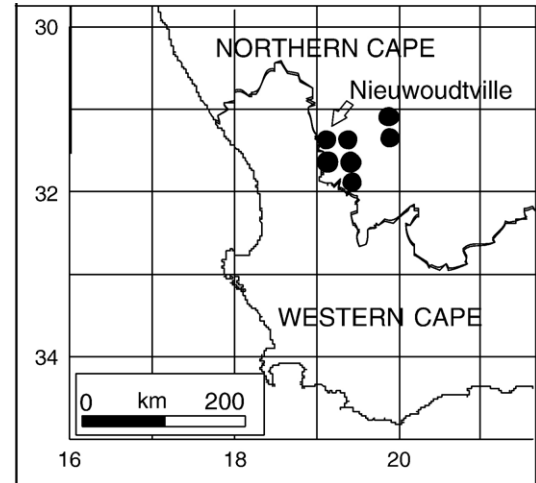 30
NORTHERN CAPE
Nieuwoudtville
32
WESTERN CAPE
34
0 km 200
16 18 20